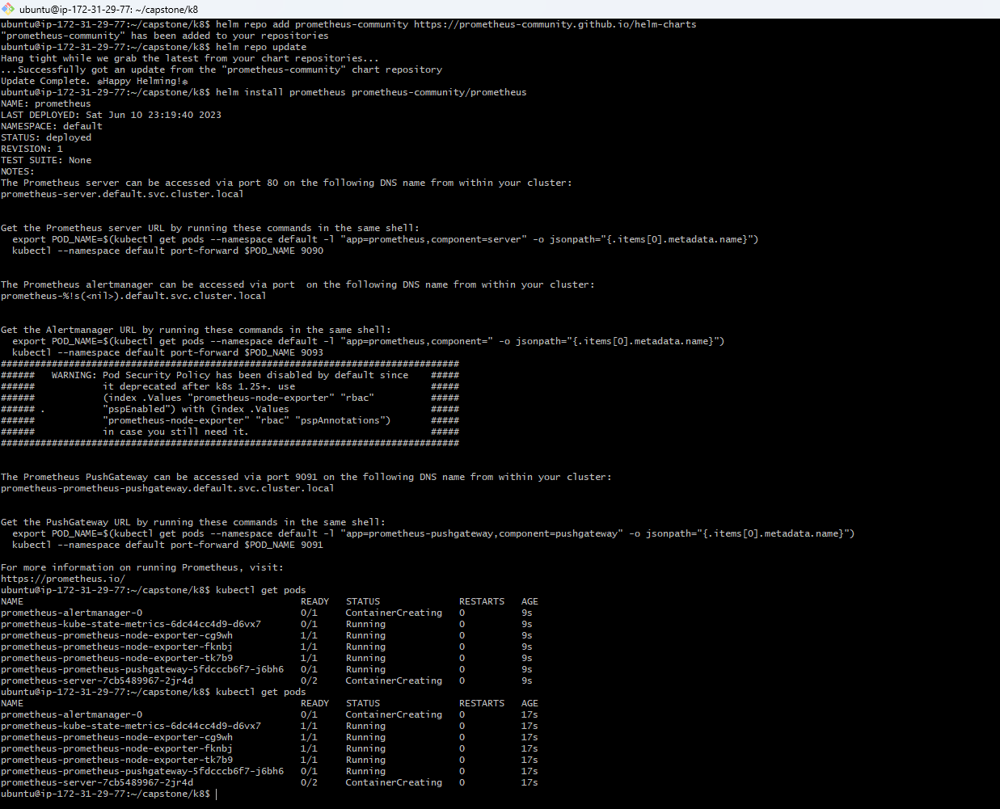 ubuntu@ip-172-31-29-77: ~/capstone/k8
ubuntu@ip-172-31-29-77:~/capstone/k8$ helm repo add prometheus-community https://prometheus-community.github.io/helm-charts
"prometheus-community" has been added to your repositories
ubuntu@ip-172-31-29-77:~/capstone/k8$ helm repo update
Hang tight while we grab the latest from your chart repositories...
...Successfully got an update from the "prometheus-community" chart repository
Update Complete. ⎈Happy Helming!⎈
ubuntu@ip-172-31-29-77:~/capstone/k8$ helm install prometheus prometheus-community/prometheus
NAME: prometheus
LAST DEPLOYED: Sat Jun 10 23:19:40 2023
NAMESPACE: default
STATUS: deployed
REVISION: 1
TEST SUITE: None
NOTES:
The Prometheus server can be accessed via port 80 on the following DNS name from within your cluster:
prometheus-server.default.svc.cluster.local
Get the Prometheus server URL by running these commands in the same shell:
  export POD_NAME=$(kubectl get pods --namespace default -l "app=prometheus,component=server" -o jsonpath="{.items[0].metadata.name}")
  kubectl --namespace default port-forward $POD_NAME 9090
The Prometheus alertmanager can be accessed via port  on the following DNS name from within your cluster:
prometheus-%!s(<nil>).default.svc.cluster.local
Get the Alertmanager URL by running these commands in the same shell:
  export POD_NAME=$(kubectl get pods --namespace default -l "app=prometheus,component=" -o jsonpath="{.items[0].metadata.name}")
  kubectl --namespace default port-forward $POD_NAME 9093
#################################################################################
######   WARNING: Pod Security Policy has been disabled by default since    #####
######            it deprecated after k8s 1.25+. use                        #####
######            (index .Values "prometheus-node-exporter" "rbac"          #####
###### .          "pspEnabled") with (index .Values                         #####
######            "prometheus-node-exporter" "rbac" "pspAnnotations")       #####
######            in case you still need it.                                #####
#################################################################################
The Prometheus PushGateway can be accessed via port 9091 on the following DNS name from within your cluster:
prometheus-prometheus-pushgateway.default.svc.cluster.local
Get the PushGateway URL by running these commands in the same shell:
  export POD_NAME=$(kubectl get pods --namespace default -l "app=prometheus-pushgateway,component=pushgateway" -o jsonpath="{.items[0].metadata.name}")
  kubectl --namespace default port-forward $POD_NAME 9091
For more information on running Prometheus, visit:
https://prometheus.io/
ubuntu@ip-172-31-29-77:~/capstone/k8$ kubectl get pods
NAME                                                 READY   STATUS              RESTARTS   AGE
prometheus-alertmanager-0                            0/1     ContainerCreating   0          9s
prometheus-kube-state-metrics-6dc44cc4d9-d6vx7       0/1     Running             0          9s
prometheus-prometheus-node-exporter-cg9wh            1/1     Running             0          9s
prometheus-prometheus-node-exporter-fknbj            1/1     Running             0          9s
prometheus-prometheus-node-exporter-tk7b9            1/1     Running             0          9s
prometheus-prometheus-pushgateway-5fdcccb6f7-j6bh6   0/1     Running             0          9s
prometheus-server-7cb5489967-2jr4d                   0/2     ContainerCreating   0          9s
ubuntu@ip-172-31-29-77:~/capstone/k8$ kubectl get pods
NAME                                                 READY   STATUS              RESTARTS   AGE
prometheus-alertmanager-0                            0/1     ContainerCreating   0          17s
prometheus-kube-state-metrics-6dc44cc4d9-d6vx7       1/1     Running             0          17s
prometheus-prometheus-node-exporter-cg9wh            1/1     Running             0          17s
prometheus-prometheus-node-exporter-fknbj            1/1     Running             0          17s
prometheus-prometheus-node-exporter-tk7b9            1/1     Running             0          17s
prometheus-prometheus-pushgateway-5fdcccb6f7-j6bh6   1/1     Running             0          17s
prometheus-server-7cb5489967-2jr4d                   0/2     ContainerCreating   0          17s
ubuntu@ip-172-31-29-77:~/capstone/k8$